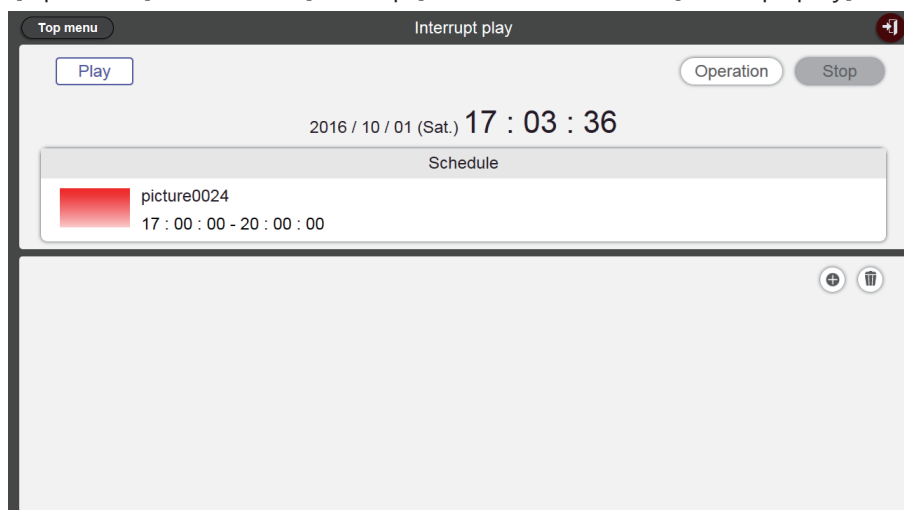 Top menu
Interrupt play
Play
Operation
Stop
2016 / 10 / 01 (Sat.) 17 : 03 : 36
Schedule
picture0024
17 : 00 : 00 - 20 : 00 : 00